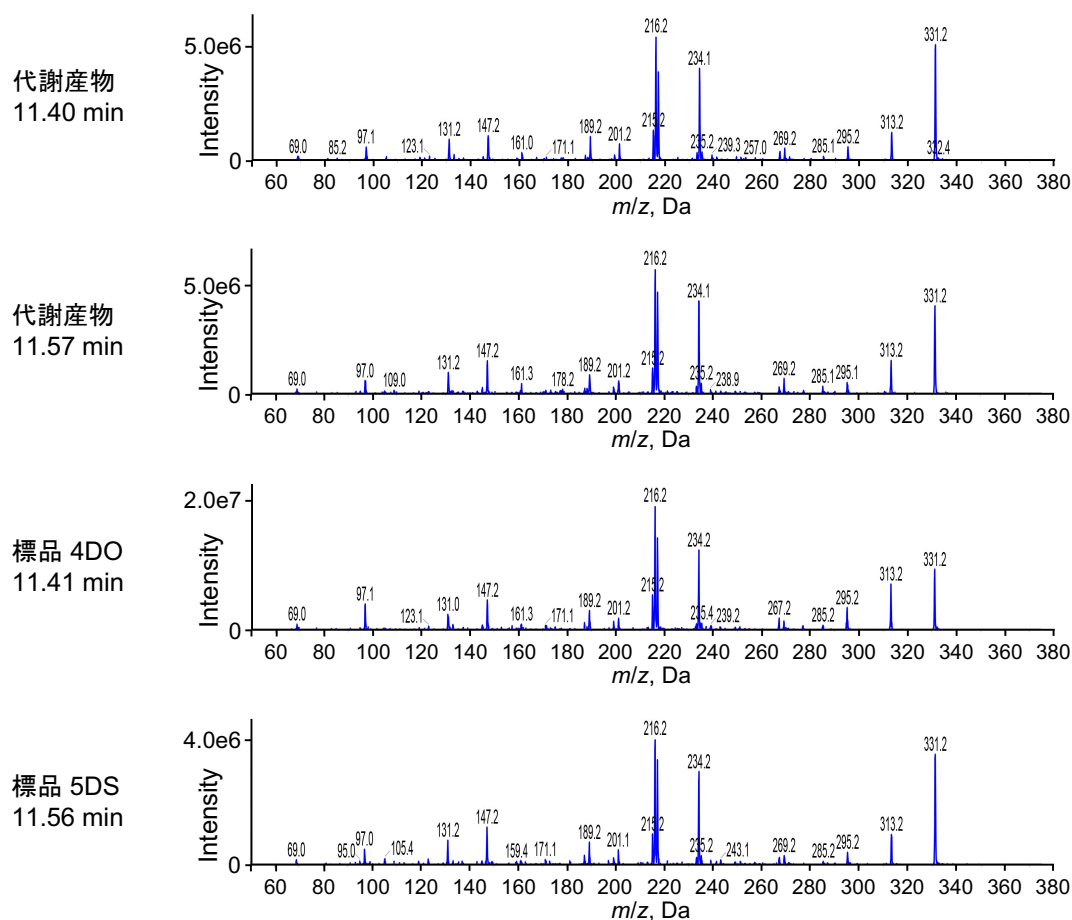 代謝産物
11.40 min
Intensity
5.0e6
0
69.0 85.2 97.1 123.1 131.2 147.2 161.0 171.1 189.2 201.2 215.2 216.2 234.1 235.2 239.3 257.0 269.2 285.1 295.2 313.2 331.2 332.4
60 80 100 120 140 160 180 200 220 240 260 280 300 320 340 360 380
m/z, Da
代謝産物
11.57 min
Intensity
5.0e6
0
69.0 97.0 109.0 131.2 147.2 161.3 178.2 189.2 201.2 215.2 216.2 234.1 235.2 238.9 269.2 285.1 295.1 313.2 331.2
60 80 100 120 140 160 180 200 220 240 260 280 300 320 340 360 380
m/z, Da
標品 4DO
11.41 min
Intensity
2.0e7
0
69.0 97.1 123.1 131.0 147.2 161.3 171.1 189.2 201.2 215.2 216.2 234.2 235.4 239.2 267.2 285.2 295.2 313.2 331.2
60 80 100 120 140 160 180 200 220 240 260 280 300 320 340 360 380
m/z, Da
標品 5DS
11.56 min
Intensity
4.0e6
0
69.0 95.0 97.0 105.4 131.2 147.2 159.4 171.1 189.2 201.1 215.2 216.2 234.2 235.2 243.1 269.2 285.2 295.2 313.2 331.2
60 80 100 120 140 160 180 200 220 240 260 280 300 320 340 360 380
m/z, Da